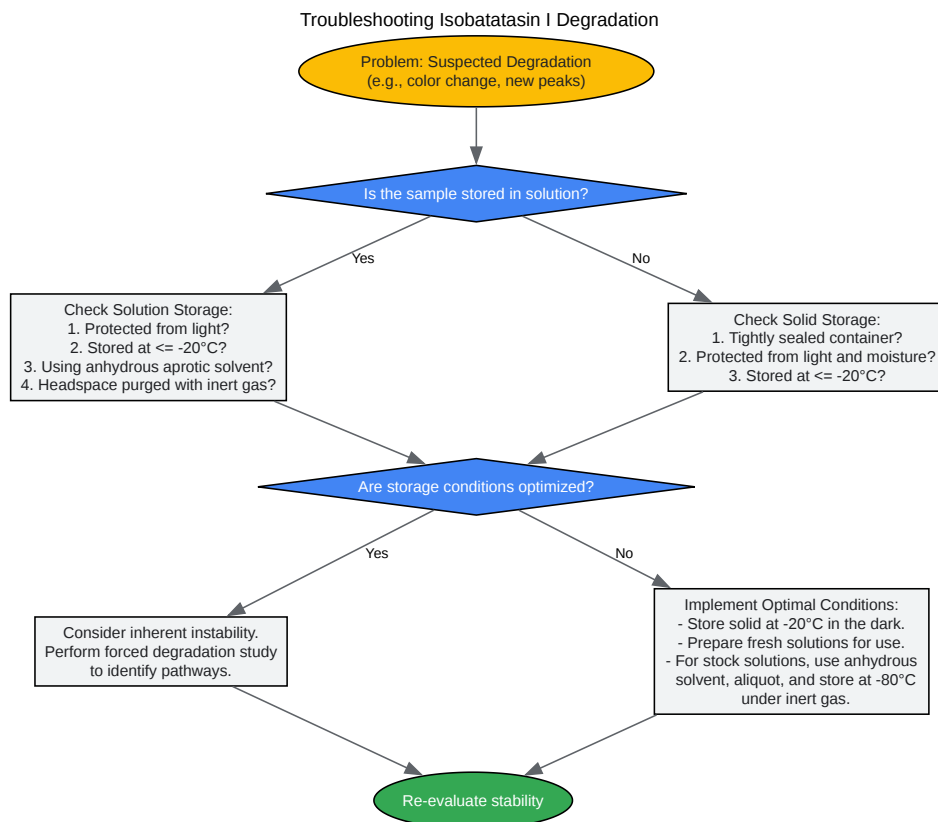 Troubleshooting Isobatatasin I Degradation
Problem: Suspected Degradation
(e.g., color change, new peaks)
Is the sample stored in solution?
Yes
No
Check Solution Storage:
1. Protected from light?
2. Stored at <= -20°C?
3. Using anhydrous aprotic solvent?
4. Headspace purged with inert gas?
Check Solid Storage:
1. Tightly sealed container?
2. Protected from light and moisture?
3. Stored at <= -20°C?
Are storage conditions optimized?
Yes
No
Consider inherent instability.
Perform forced degradation study
to identify pathways.
Implement Optimal Conditions:
- Store solid at -20°C in the dark.
- Prepare fresh solutions for use.
- For stock solutions, use anhydrous
solvent, aliquot, and store at -80°C
under inert gas.
Re-evaluate stability